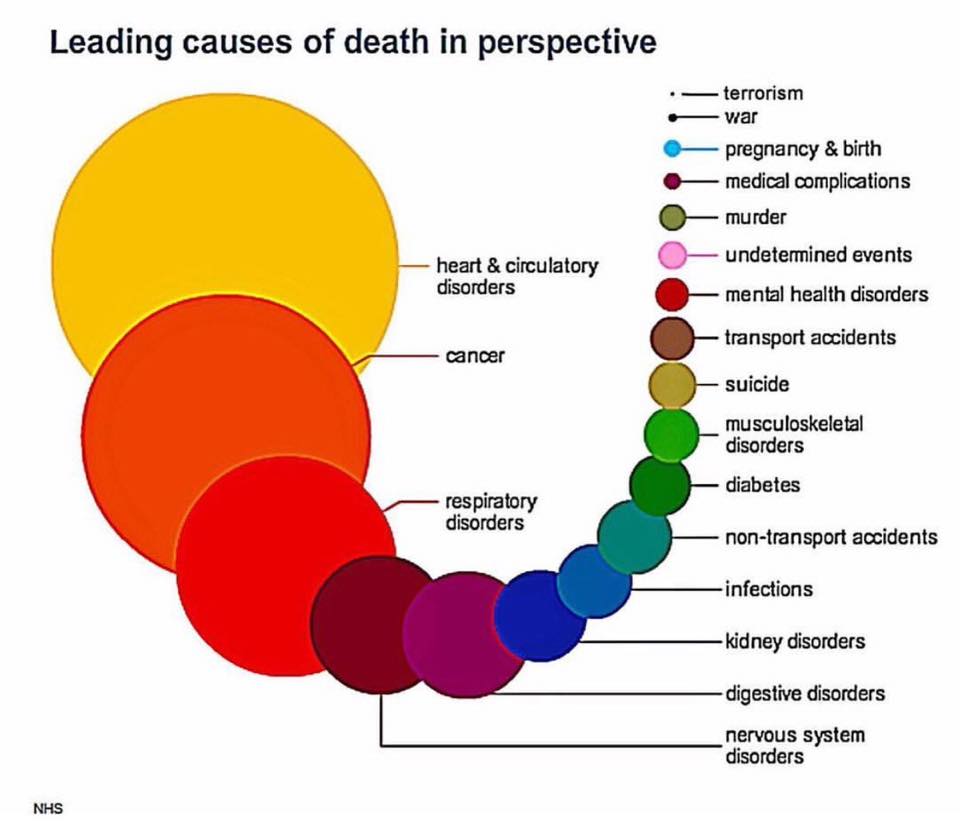 Leading causes of death in perspective
terrorism
war
pregnancy & birth
medical complications
murder
undetermined events
heart & circulatory
disorders
mental health disorders
transport accidents
cancer
suicide
musculoskeletal
disorders
diabetes
respiratory
disorders
non-transport accidents
infections
kidney disorders
digestive disorders
nervous system
disorders
NHS